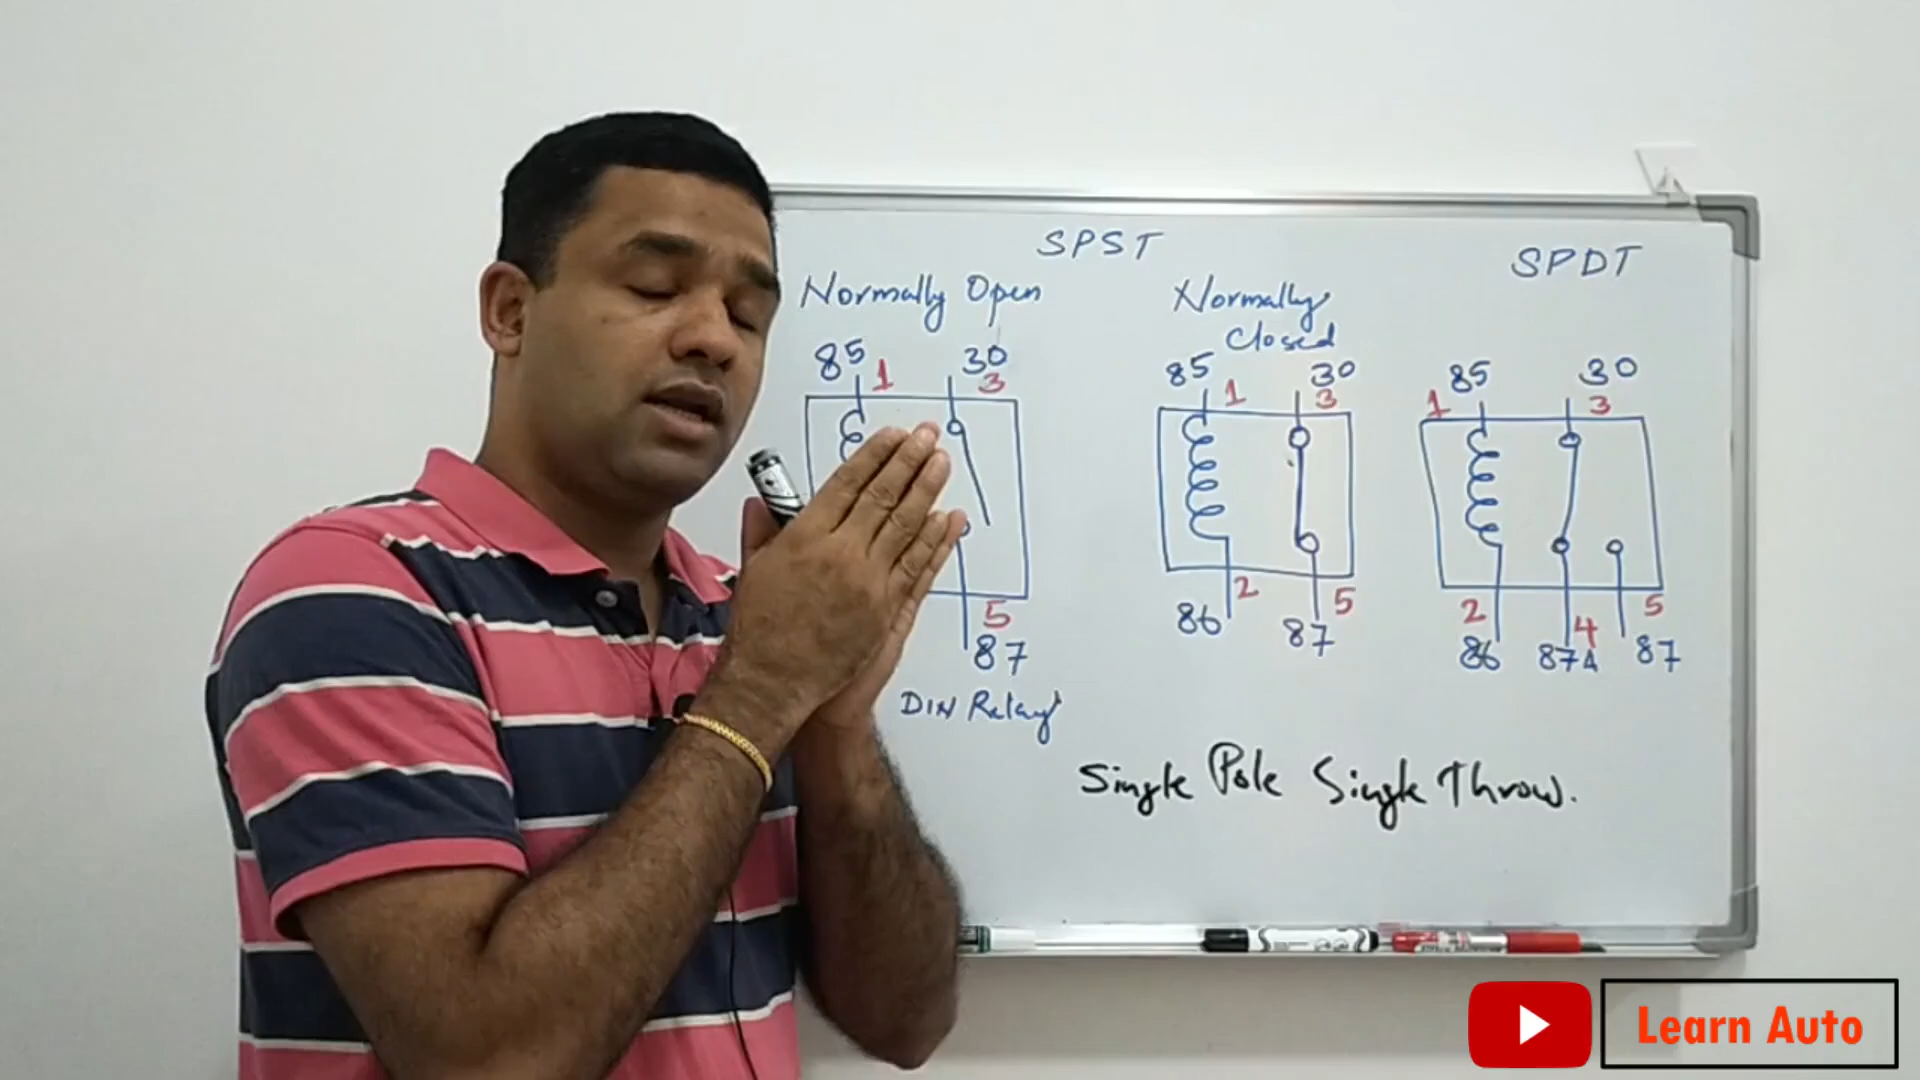 SPST
SPDT
Normally Open
Normally
Closed
85 30
1 3
5
87
DIN Relay
85 30
1 3
2 5
86 87
85 30
1 3
2 4 5
86 87A 87
Single Pole Single Throw.
Learn Auto